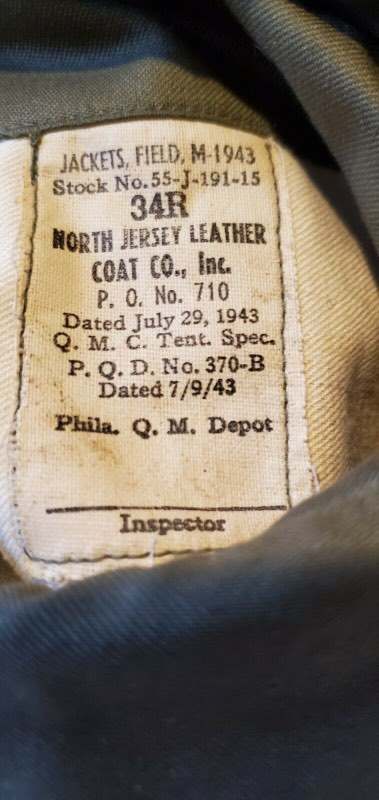 JACKETS, FIELD, M-1943
Stock No. 55-J-191-15
34R
NORTH JERSEY LEATHER
COAT CO., Inc.
P. O. No. 710
Dated July 29, 1943
Q. M. C. Tent. Spec.
P. Q. D. No. 370-B
Dated 7/9/43
Phila. Q. M. Depot
Inspector